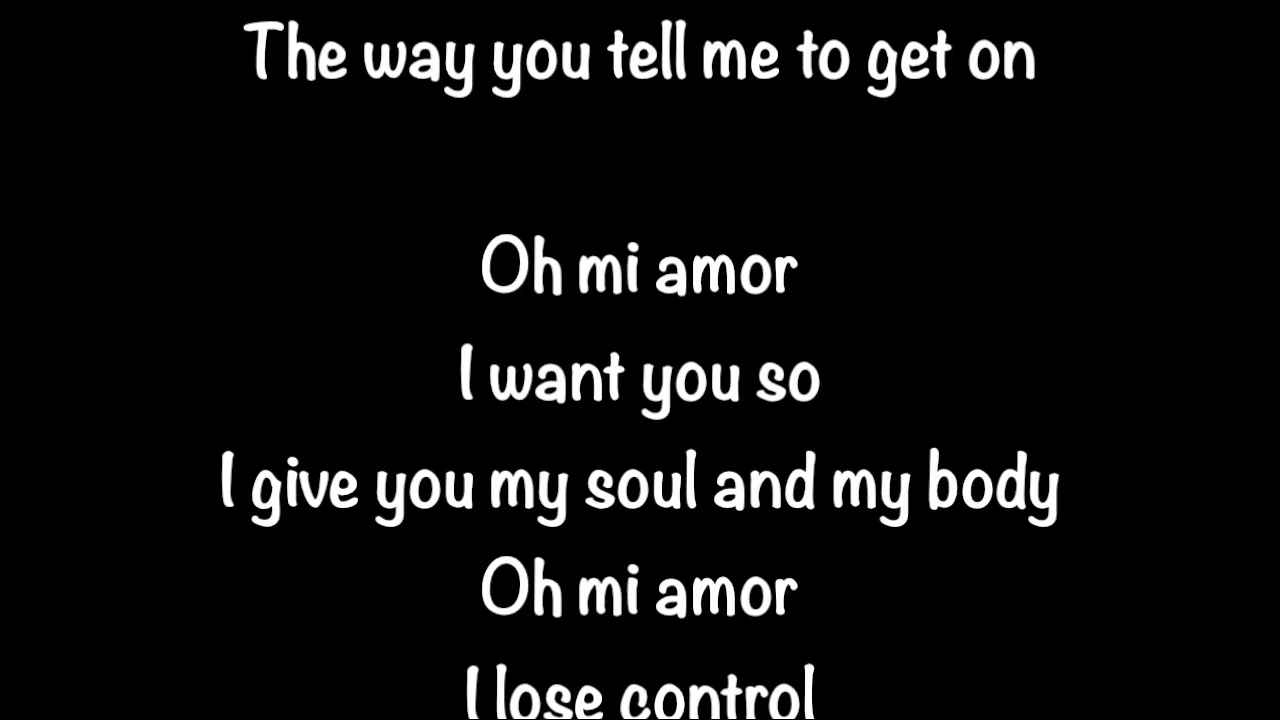 The way you tell me to get on
Oh mi amor
I want you so
I give you my soul and my body
Oh mi amor
I lose control